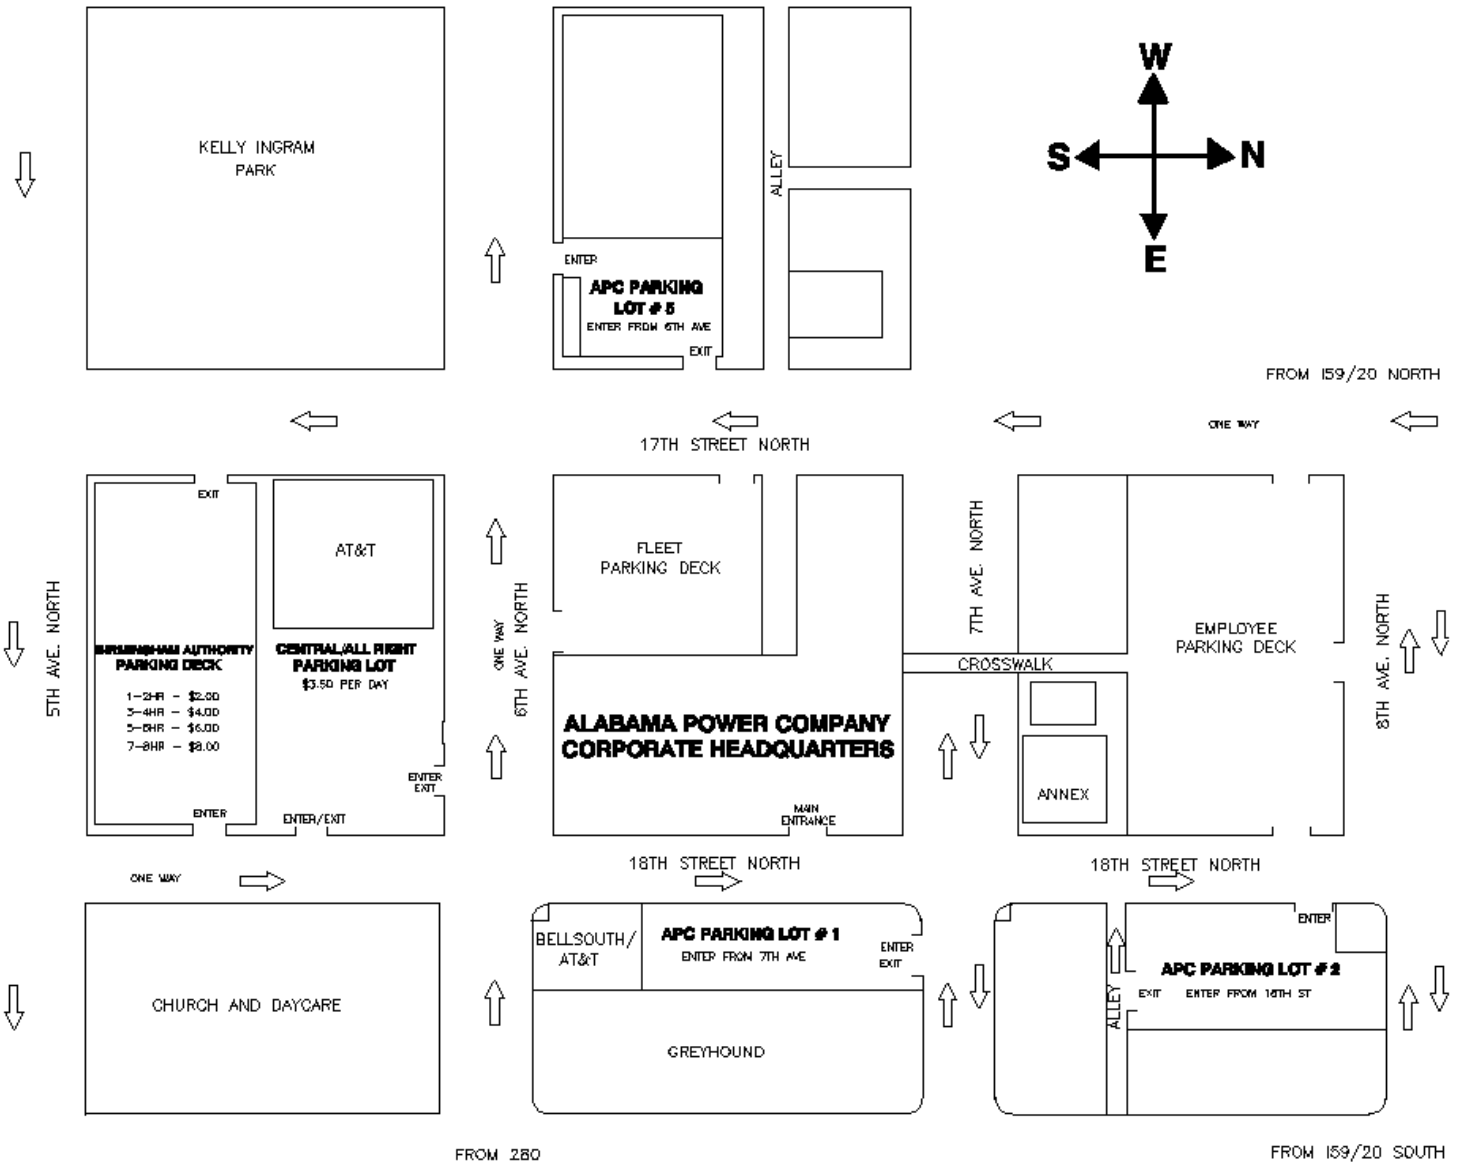 W
S
N
E
KELLY INGRAM
PARK
ALLEY
ENTER
APC PARKING
LOT # 5
ENTER FROM 6TH AVE
EXIT
FROM I59/20 NORTH
ONE WAY
17TH STREET NORTH
EXIT
AT&T
FLEET
PARKING DECK
7TH AVE. NORTH
5TH AVE. NORTH
ONE WAY
6TH AVE. NORTH
8TH AVE. NORTH
EMPLOYEE
PARKING DECK
BIRMINGHAM AUTHORITY
PARKING DECK
1-2HR - $2.00
3-4HR - $4.00
5-6HR - $6.00
7-8HR - $8.00
CENTRAL/ALL RIGHT
PARKING LOT
$3.50 PER DAY
CROSSWALK
ALABAMA POWER COMPANY
CORPORATE HEADQUARTERS
ENTER
EXIT
ANNEX
ENTER
ENTER/EXIT
MAIN
ENTRANCE
18TH STREET NORTH
18TH STREET NORTH
ONE WAY
BELLSOUTH/
AT&T
APC PARKING LOT # 1
ENTER FROM 7TH AVE
ENTER
EXIT
ENTER
APC PARKING LOT # 2
EXIT
ENTER FROM 18TH ST
ALLEY
CHURCH AND DAYCARE
GREYHOUND
FROM 280
FROM I59/20 SOUTH